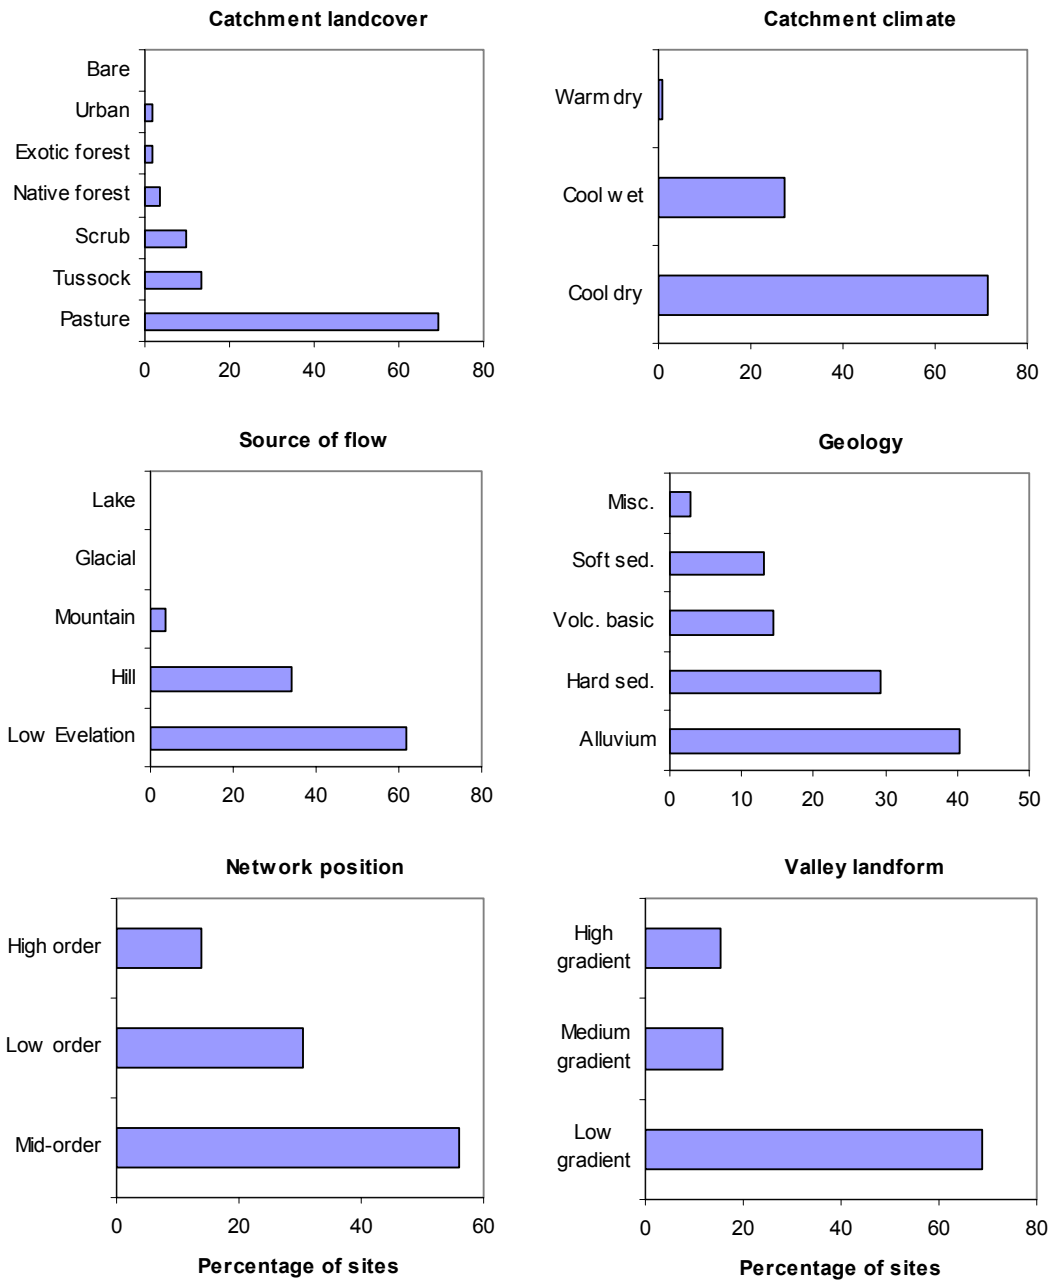 Catchment landcover
Bare
Urban
Exotic forest
Native forest
Scrub
Tussock
Pasture
0 20 40 60 80
Catchment climate
Warm dry
Cool wet
Cool dry
0 20 40 60 80
Source of flow
Lake
Glacial
Mountain
Hill
Low Evelation
0 20 40 60 80
Geology
Misc.
Soft sed.
Volc. basic
Hard sed.
Alluvium
0 10 20 30 40 50
Network position
High order
Low order
Mid-order
0 20 40 60
Percentage of sites
Valley landform
High
gradient
Medium
gradient
Low
gradient
0 20 40 60 80
Percentage of sites